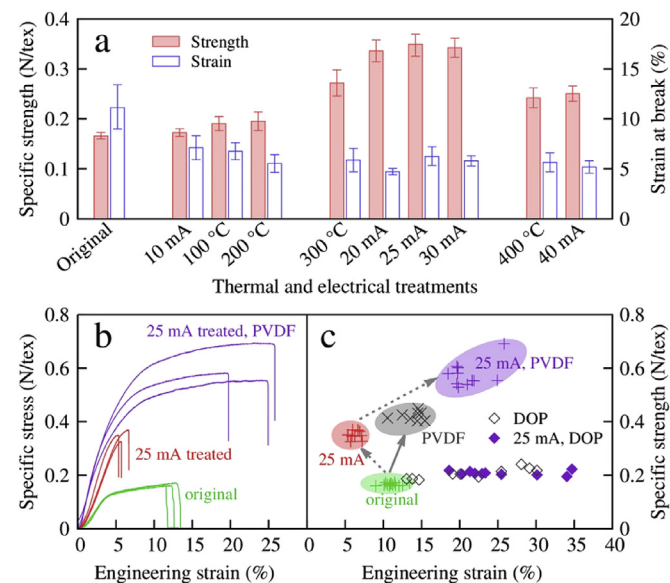 a
Strength
Strain
Specific strength (N/tex)
0.4
0.3
0.2
0.1
0
Strain at break (%)
20
15
10
5
0
Original
10 mA
100 °C
200 °C
300 °C
20 mA
25 mA
30 mA
400 °C
40 mA
Thermal and electrical treatments
b
25 mA treated, PVDF
25 mA treated
original
Specific stress (N/tex)
0.8
0.6
0.4
0.2
0
0 5 10 15 20 25
Engineering strain (%)
c
25 mA, PVDF
PVDF
25 mA
original
DOP
25 mA, DOP
0.8
0.6
0.4
0.2
0
Specific strength (N/tex)
0 5 10 15 20 25 30 35 40
Engineering strain (%)